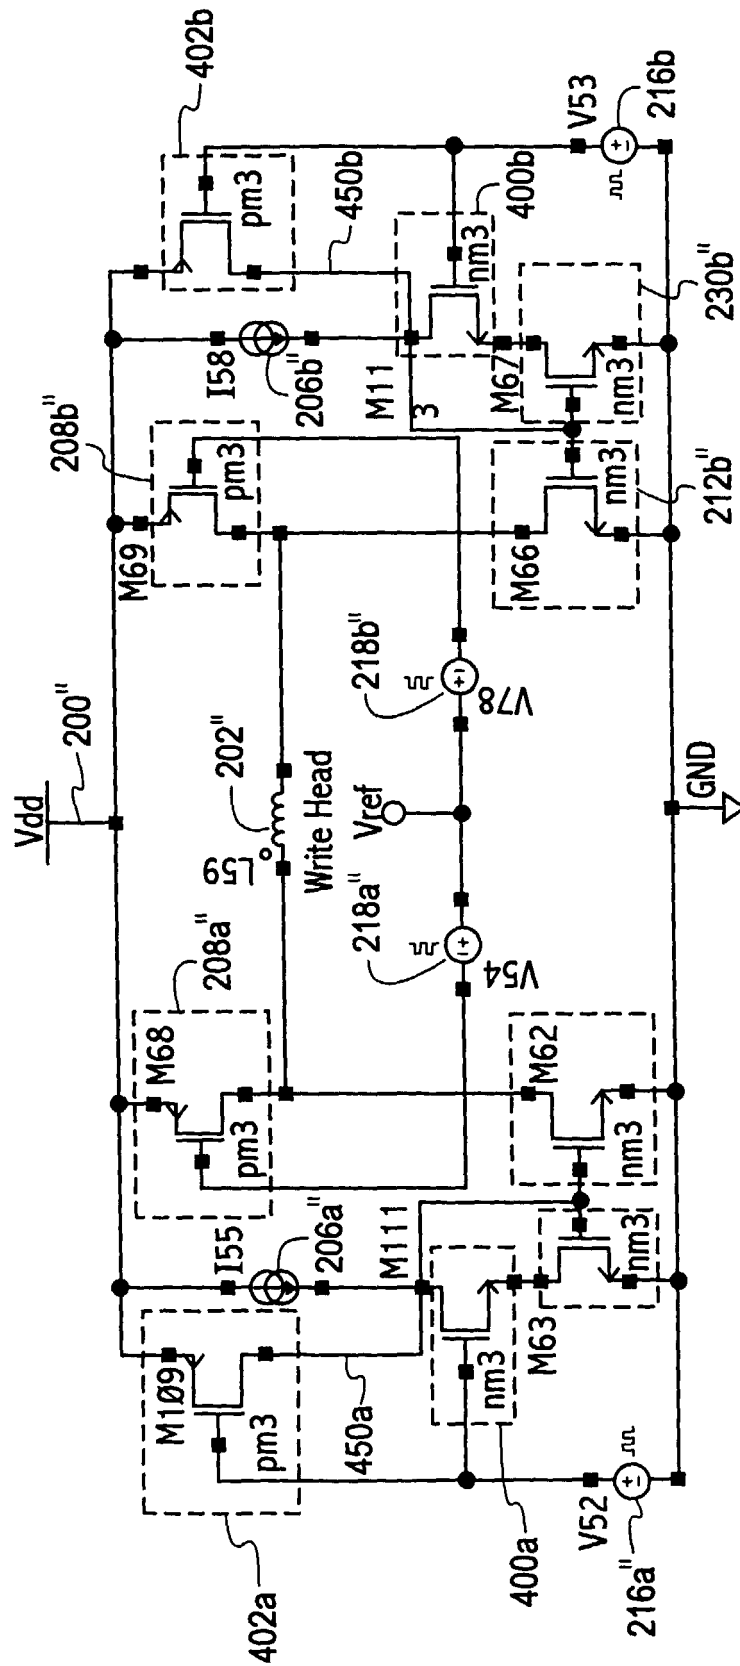 Vdd
200"
402a
M109
pm3
450a
I55
206a"
M68
pm3
208a"
L59
202"
Write Head
208b"
M69
pm3
I58
206b"
402b
pm3
450b
M111
nm3
400a
M63
nm3
M62
nm3
V52
216a"
218a"
V54
Vref
218b"
V78
M11
3
nm3
400b
M67
nm3
230b"
M66
nm3
212b"
V53
216b"
GND